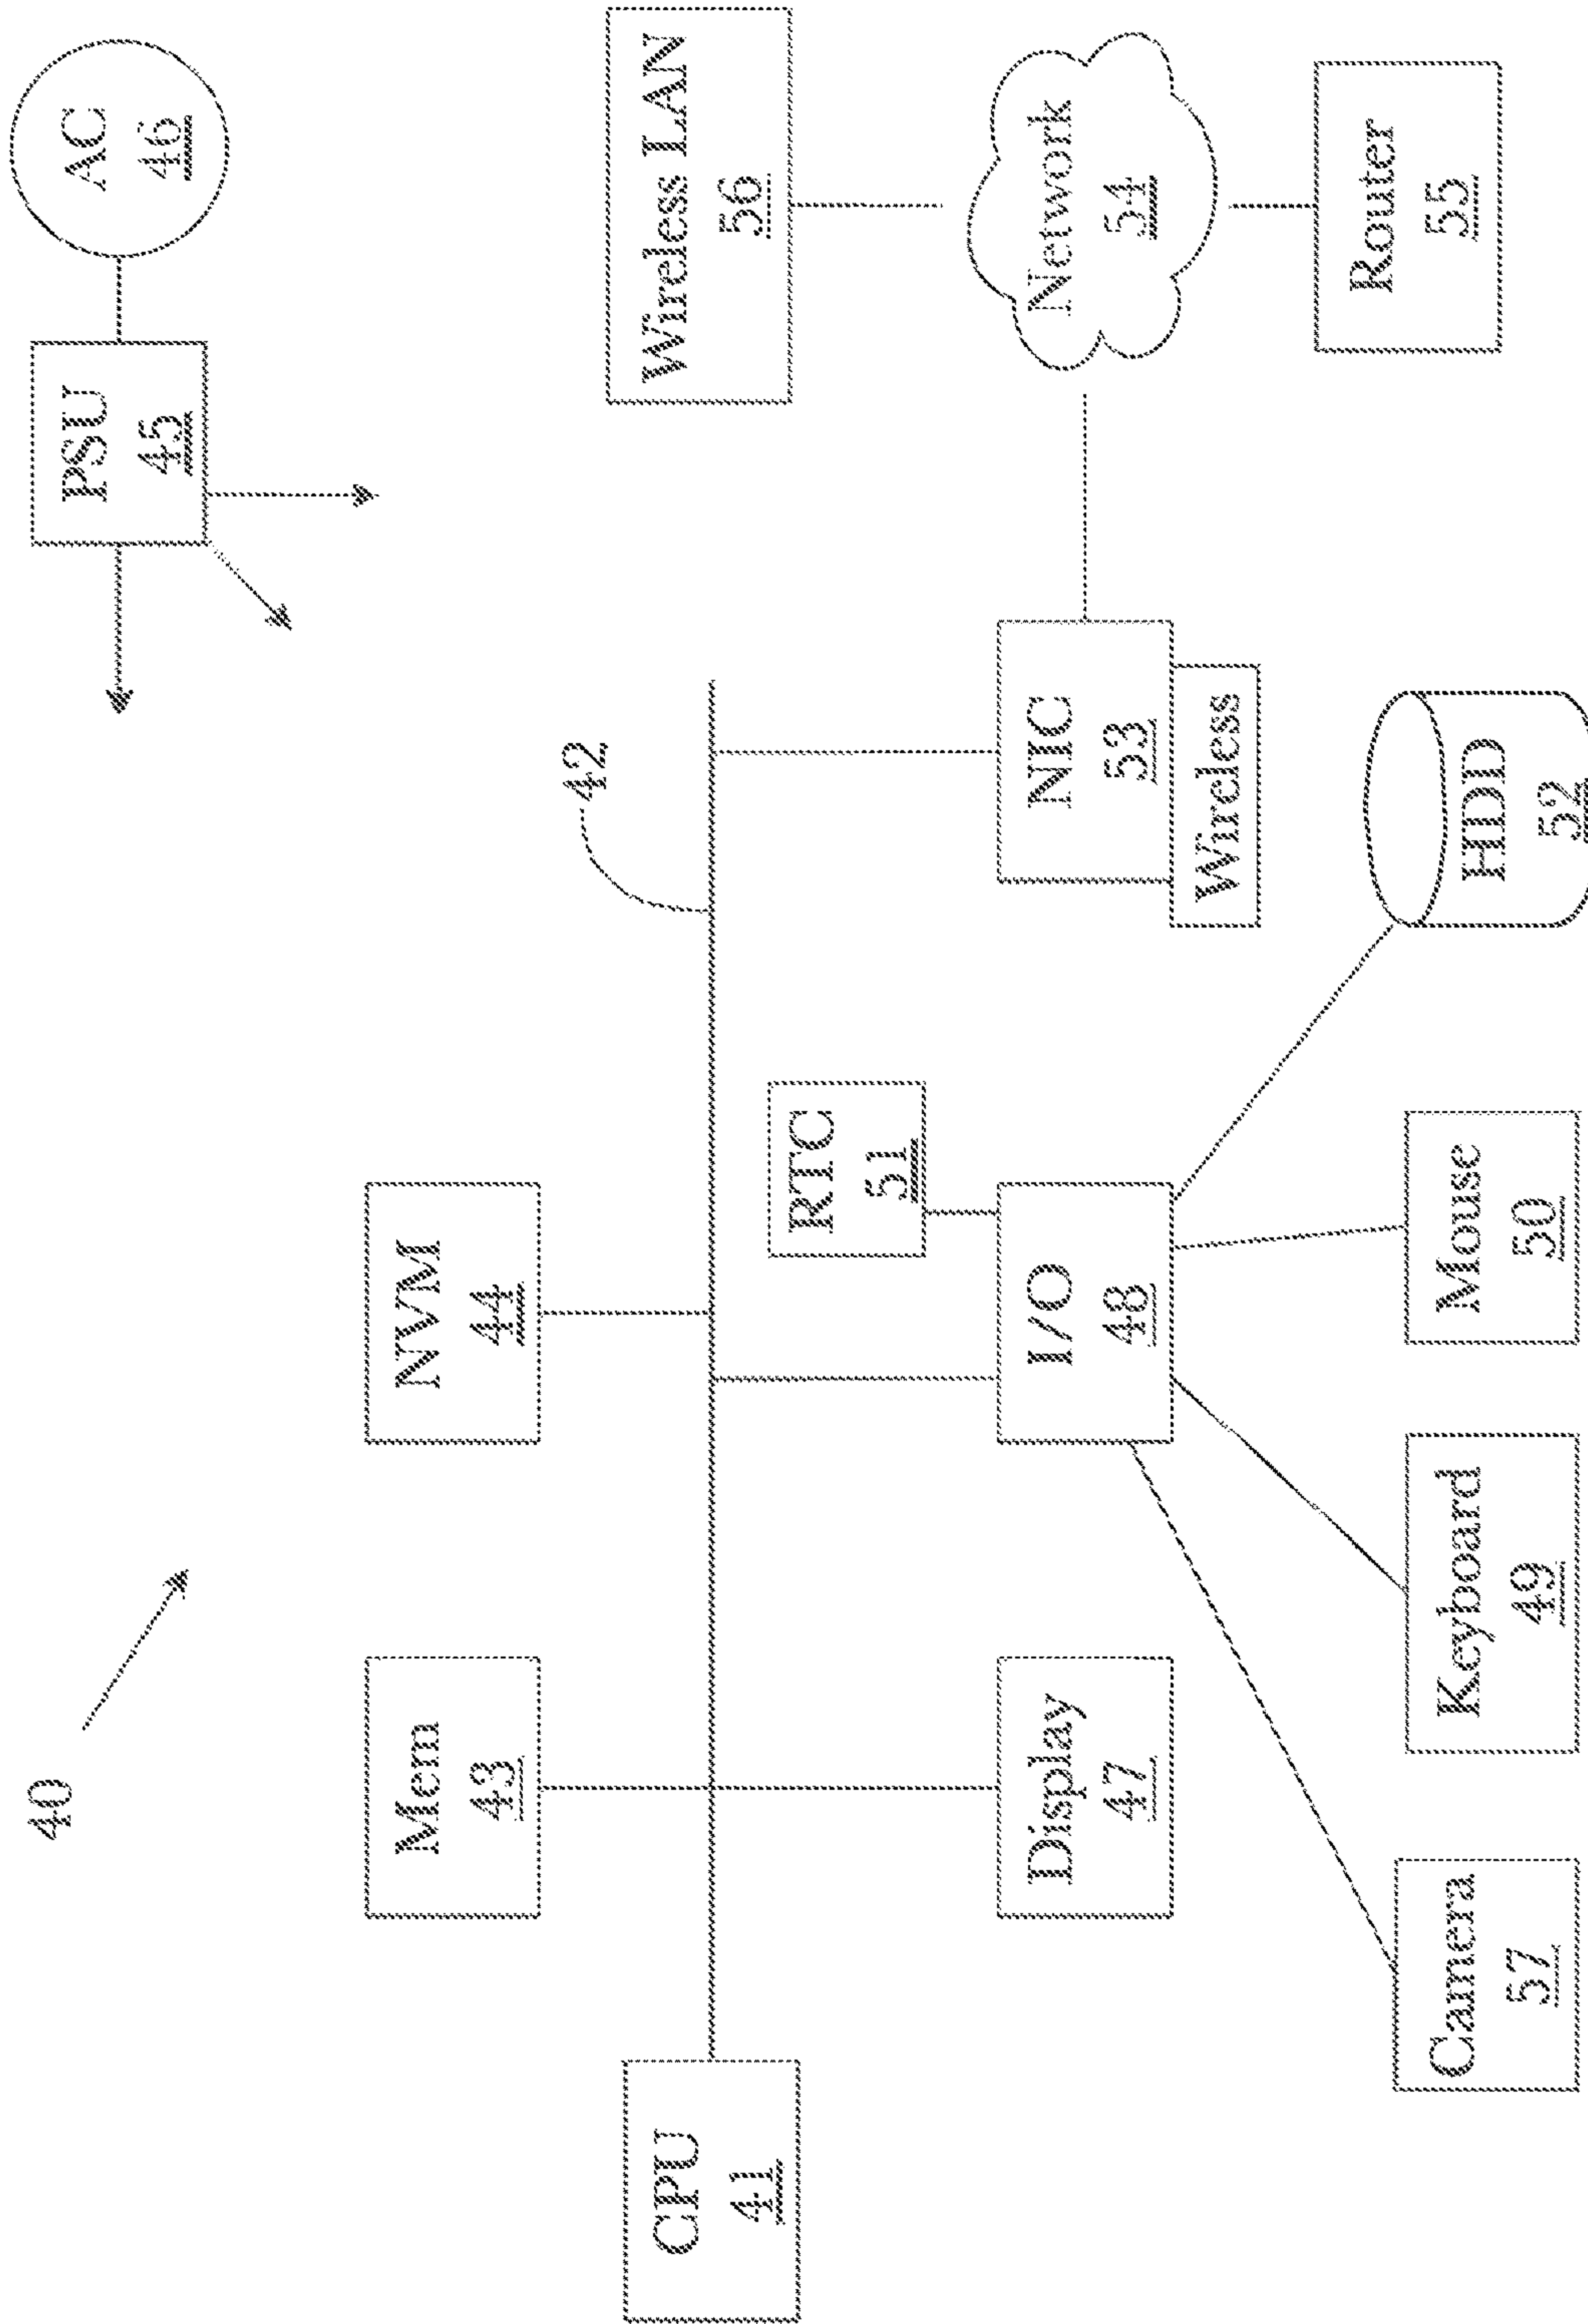 40
PSU
45
AC
46
Mem
43
NVM
44
42
Wireless LAN
56
CPU
41
RTC
51
Display
47
I/O
48
NIC
53
Wireless
Network
54
Camera
57
Keyboard
49
Mouse
50
HDD
52
Router
55